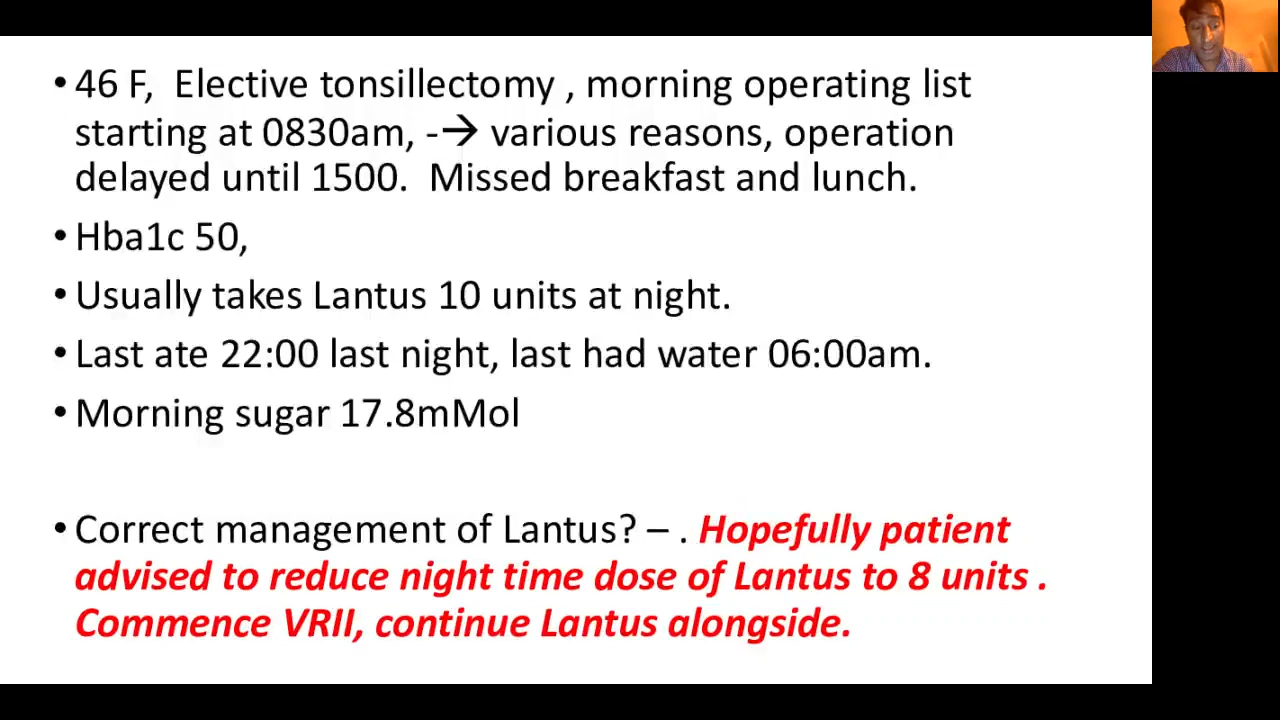 • 46 F, Elective tonsillectomy , morning operating list
starting at 0830am, -→ various reasons, operation
delayed until 1500. Missed breakfast and lunch.
• Hba1c 50,
• Usually takes Lantus 10 units at night.
• Last ate 22:00 last night, last had water 06:00am.
• Morning sugar 17.8mMol
• Correct management of Lantus? – . Hopefully patient
advised to reduce night time dose of Lantus to 8 units .
Commence VRII, continue Lantus alongside.